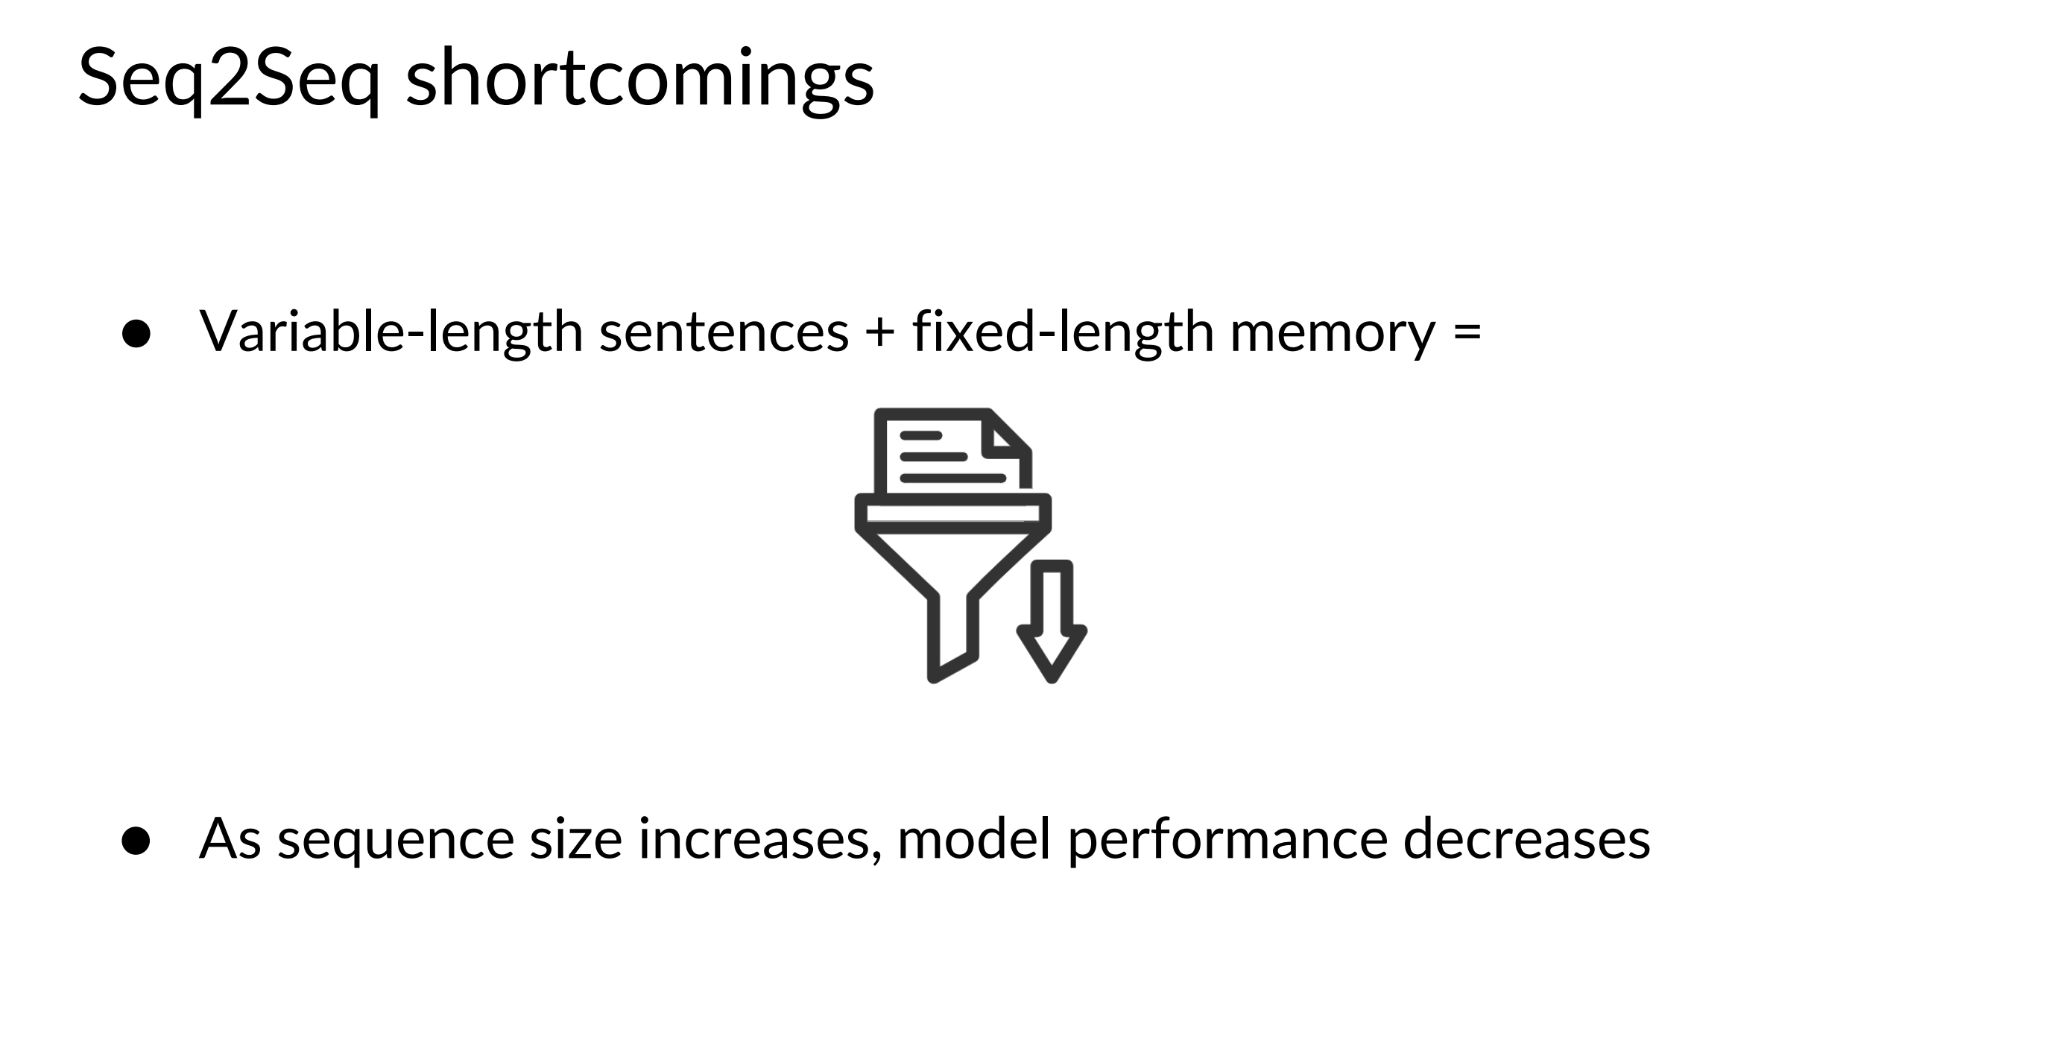 Seq2Seq shortcomings
● Variable-length sentences + fixed-length memory =
● As sequence size increases, model performance decreases